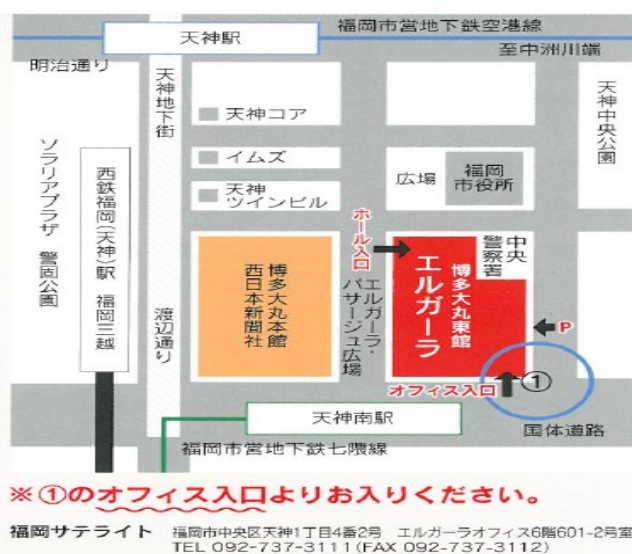 福岡市営地下鉄空港線
天神駅
至中洲川端
明治通り
天神地下街
天神コア
イムズ
天神
ツインビル
天神中央公園
広場
福岡
市役所
ソラリアプラザ 警固公園
西鉄福岡(天神)駅 福岡三越
渡辺通り
博多大丸本館
西日本新聞社
エルガーラ・
パサージュ広場
ホール入口
博多大丸東館
エルガーラ
中央
警察署
P
オフィス入口
①
天神南駅
国体道路
福岡市営地下鉄七隈線
※①のオフィス入口よりお入りください。
福岡サテライト 福岡市中央区天神1丁目4番2号 エルガーラオフィス6階601-2号室
TEL 092-737-3111(FAX 092-737-3112)